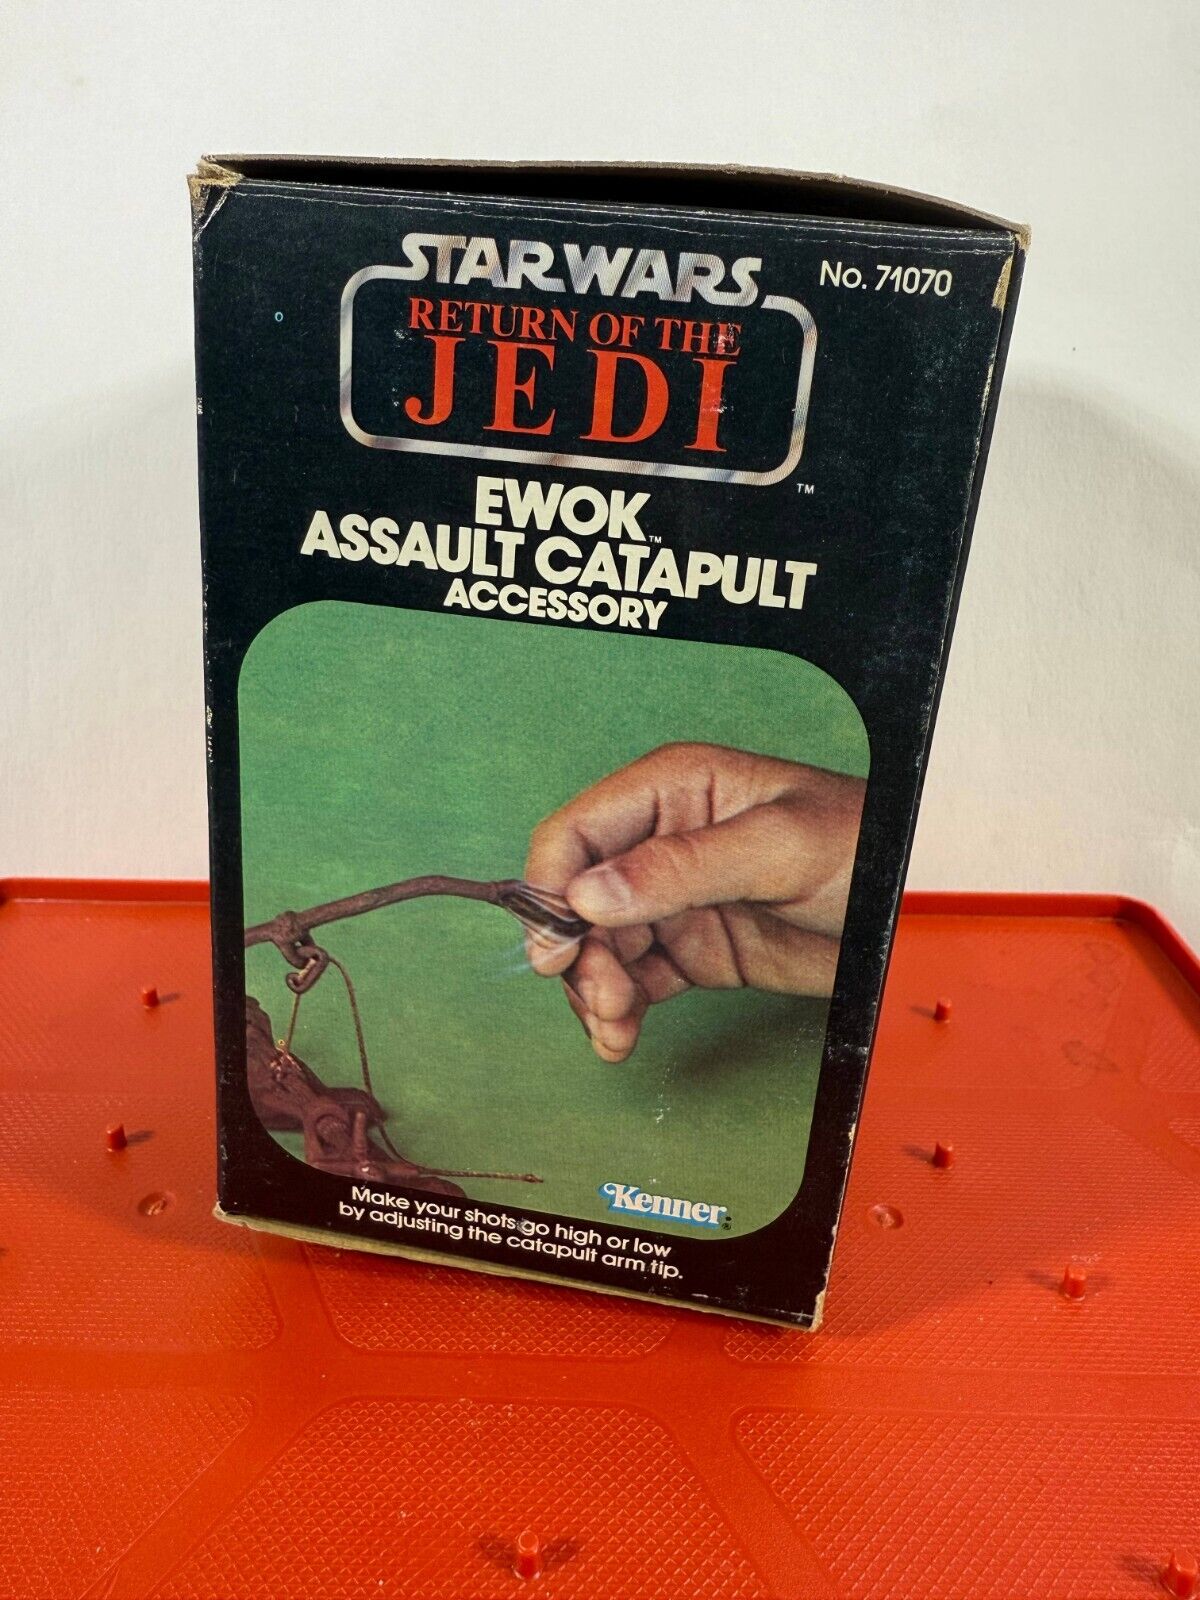 STAR WARS
No. 71070
RETURN OF THE
JEDI
TM
EWOK TM
ASSAULT CATAPULT
ACCESSORY
Kenner®
Make your shots go high or low
by adjusting the catapult arm tip.